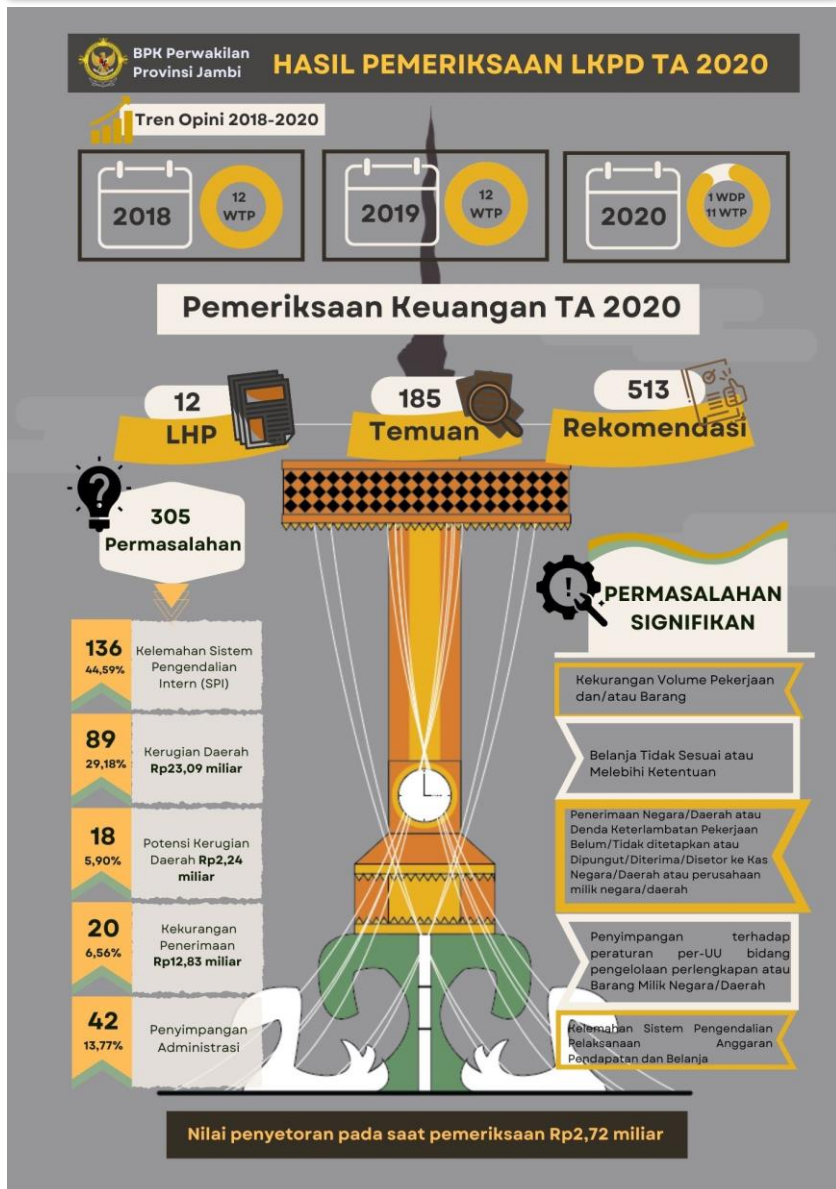 BPK Perwakilan
Provinsi Jambi
HASIL PEMERIKSAAN LKPD TA 2020
Tren Opini 2018-2020
2018
12
WTP
2019
12
WTP
2020
1 WDP
11 WTP
Pemeriksaan Keuangan TA 2020
12
LHP
185
Temuan
513
Rekomendasi
305
Permasalahan
136
44,59%
Kelemahan Sistem
Pengendalian
Intern (SPI)
89
29,18%
Kerugian Daerah
Rp23,09 miliar
18
5,90%
Potensi Kerugian
Daerah Rp2,24
miliar
20
6,56%
Kekurangan
Penerimaan
Rp12,83 miliar
42
13,77%
Penyimpangan
Administrasi
PERMASALAHAN
SIGNIFIKAN
Kekurangan Volume Pekerjaan
dan/atau Barang
Belanja Tidak Sesuai atau
Melebihi Ketentuan
Penerimaan Negara/Daerah atau
Denda Keterlambatan Pekerjaan
Belum/Tidak ditetapkan atau
Dipungut/Diterima/Disetor ke Kas
Negara/Daerah atau perusahaan
milik negara/daerah
Penyimpangan terhadap
peraturan per-UU bidang
pengelolaan perlengkapan atau
Barang Milik Negara/Daerah
Kelemahan Sistem Pengendalian
Pelaksanaan Anggaran
Pendapatan dan Belanja
Nilai penyetoran pada saat pemeriksaan Rp2,72 miliar